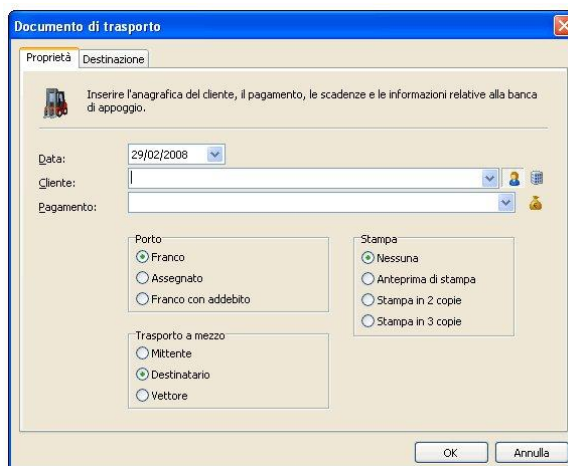 Documento di trasporto
Proprietà Destinazione
Inserire l'anagrafica del cliente, il pagamento, le scadenze e le informazioni relative alla banca
di appoggio.
Data: 29/02/2008
Cliente:
Pagamento:
Porto
Franco
Assegnato
Franco con addebito
Stampa
Nessuna
Anteprima di stampa
Stampa in 2 copie
Stampa in 3 copie
Trasporto a mezzo
Mittente
Destinatario
Vettore
OK Annulla